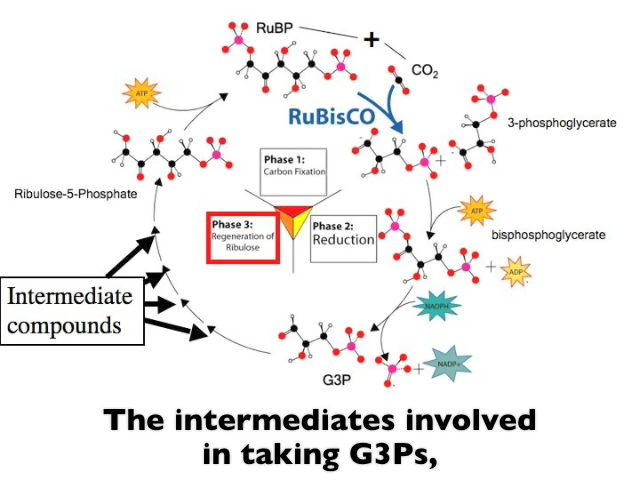 RuBP
+
CO2
RuBisCO
3-phosphoglycerate
ATP
Phase 1:
Carbon Fixation
+
Ribulose-5-Phosphate
Phase 3:
Regeneration of
Ribulose
Phase 2:
Reduction
ATP
bisphosphoglycerate
+
ADP
Intermediate
compounds
NADPH
G3P
+
NADP+
The intermediates involved
in taking G3Ps,